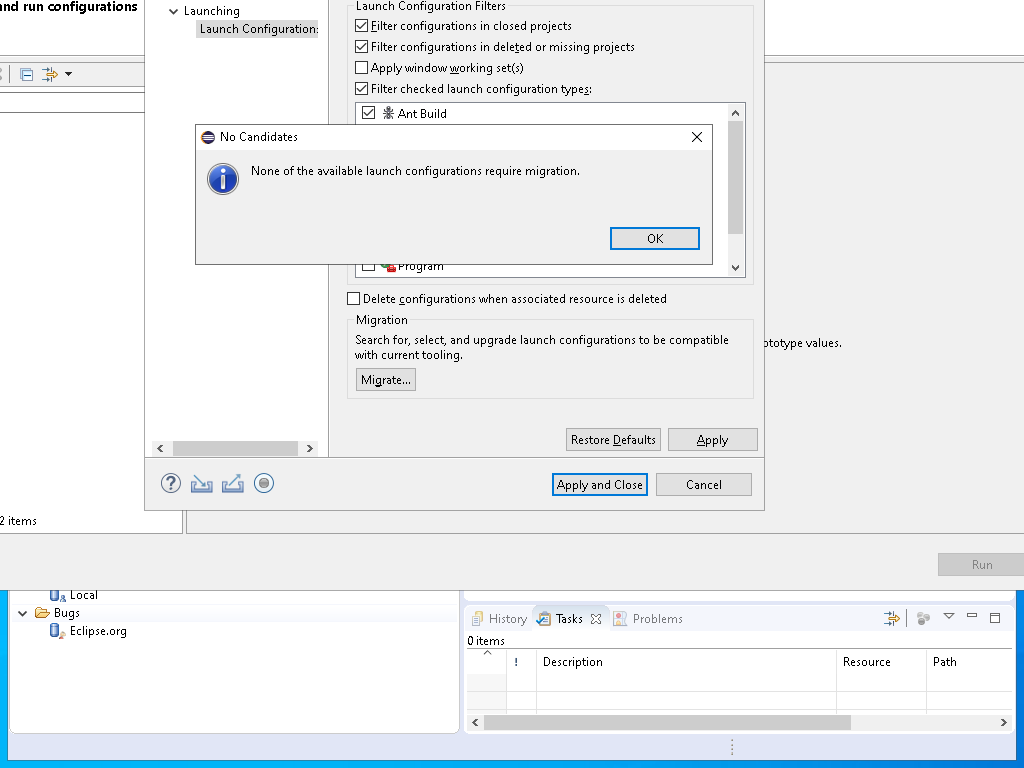 and run configurations
Launching
Launch Configuration
Launch Configuration Filters
Filter configurations in closed projects
Filter configurations in deleted or missing projects
Apply window working set(s)
Filter checked launch configuration types:
Ant Build
No Candidates
None of the available launch configurations require migration.
OK
Program
Delete configurations when associated resource is deleted
Migration
Search for, select, and upgrade launch configurations to be compatible
with current tooling.
ototype values.
Migrate...
Restore Defaults
Apply
Apply and Close
Cancel
2 items
Run
Local
Bugs
Eclipse.org
History
Tasks
Problems
0 items
!
Description
Resource
Path